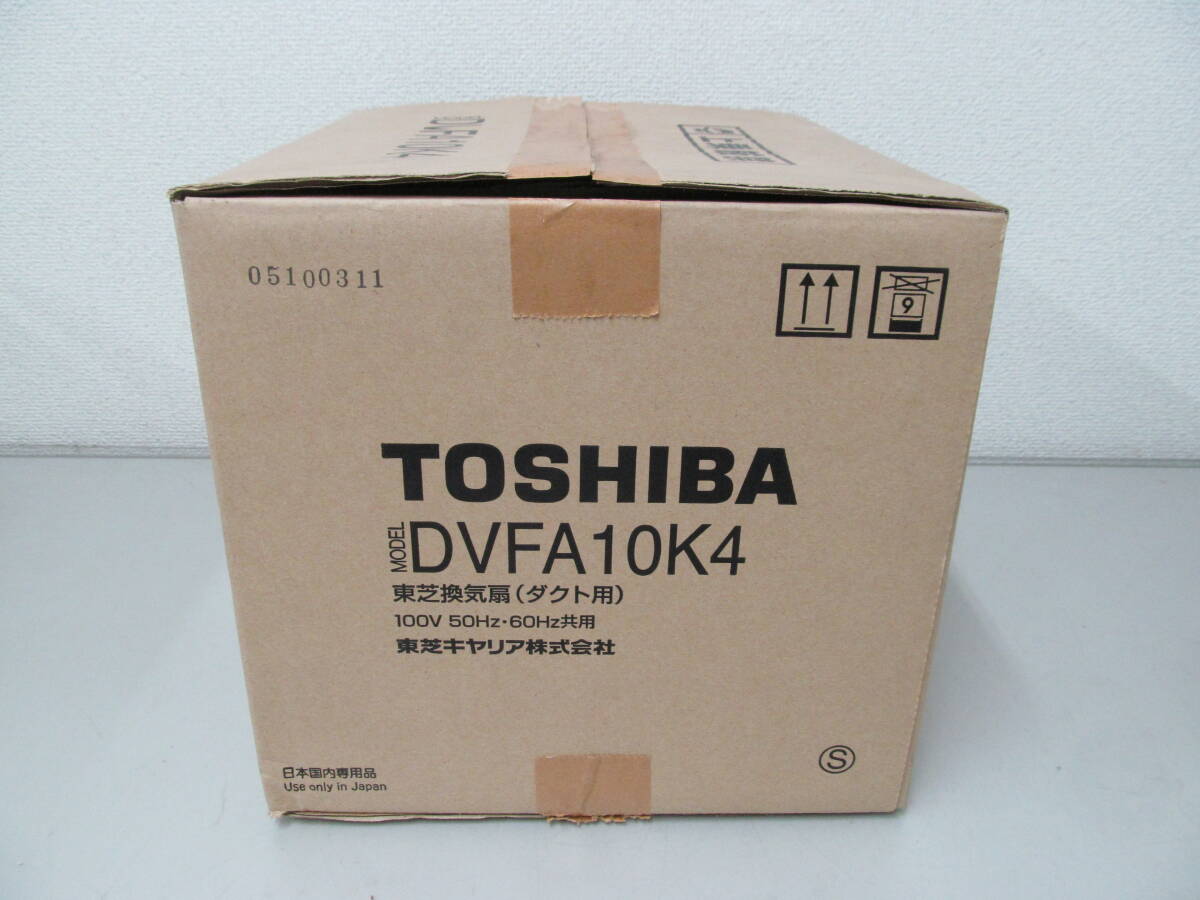 DVFA10K4
05100311
9
TOSHIBA
MODEL DVFA10K4
東芝換気扇(ダクト用)
100V 50Hz・60Hz共用
東芝キヤリア株式会社
日本国内専用品
Use only in Japan
S